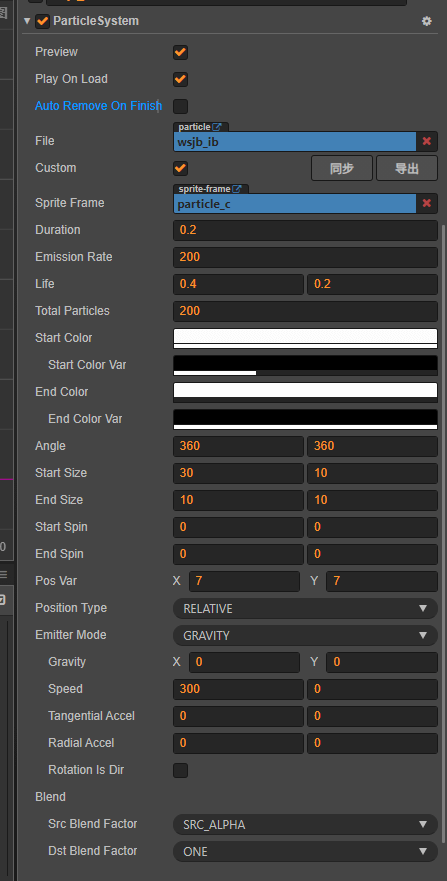 图
ParticleSystem
Preview
Play On Load
Auto Remove On Finish
particle
File wsjb_ib
Custom 同步 导出
sprite-frame
Sprite Frame particle_c
Duration 0.2
Emission Rate 200
Life 0.4 0.2
Total Particles 200
Start Color
Start Color Var
End Color
End Color Var
Angle 360 360
Start Size 30 10
End Size 10 10
Start Spin 0 0
0
End Spin 0 0
Pos Var X 7 Y 7
Position Type RELATIVE
Emitter Mode GRAVITY
Gravity X 0 Y 0
Speed 300 0
Tangential Accel 0 0
Radial Accel 0 0
Rotation Is Dir
Blend
Src Blend Factor SRC_ALPHA
Dst Blend Factor ONE